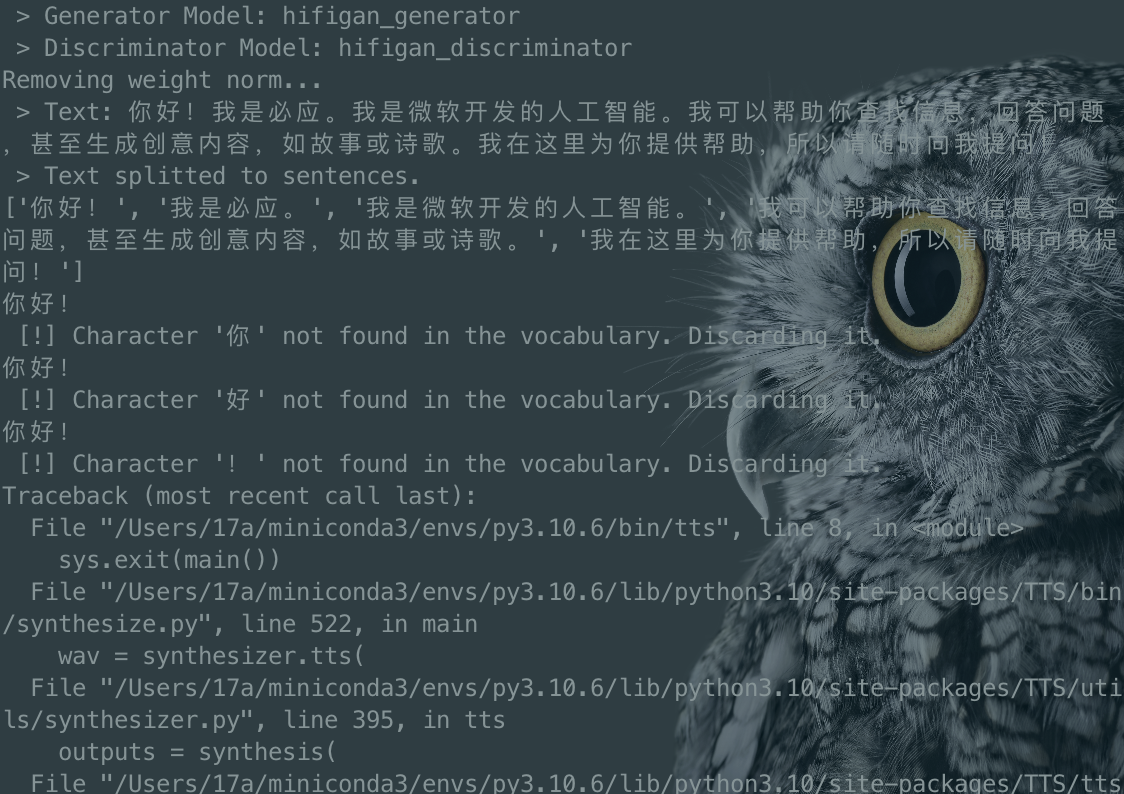 > Generator Model: hifigan_generator
> Discriminator Model: hifigan_discriminator
Removing weight norm...
> Text: 你好！我是必应。我是微软开发的人工智能。我可以帮助你查找信息，回答问题
，甚至生成创意内容，如故事或诗歌。我在这里为你提供帮助，所以请随时向我提问！
> Text splitted to sentences.
['你好！', '我是必应。', '我是微软开发的人工智能。', '我可以帮助你查找信息，回答
问题，甚至生成创意内容，如故事或诗歌。', '我在这里为你提供帮助，所以请随时向我提
问！']
你好！
[!] Character '你' not found in the vocabulary. Discarding it.
你好！
[!] Character '好' not found in the vocabulary. Discarding it.
你好！
[!] Character '！' not found in the vocabulary. Discarding it.
Traceback (most recent call last):
File "/Users/17a/miniconda3/envs/py3.10.6/bin/tts", line 8, in <module>
sys.exit(main())
File "/Users/17a/miniconda3/envs/py3.10.6/lib/python3.10/site-packages/TTS/bin
/synthesize.py", line 522, in main
wav = synthesizer.tts(
File "/Users/17a/miniconda3/envs/py3.10.6/lib/python3.10/site-packages/TTS/uti
ls/synthesizer.py", line 395, in tts
outputs = synthesis(
File "/Users/17a/miniconda3/envs/py3.10.6/lib/python3.10/site-packages/TTS/tts